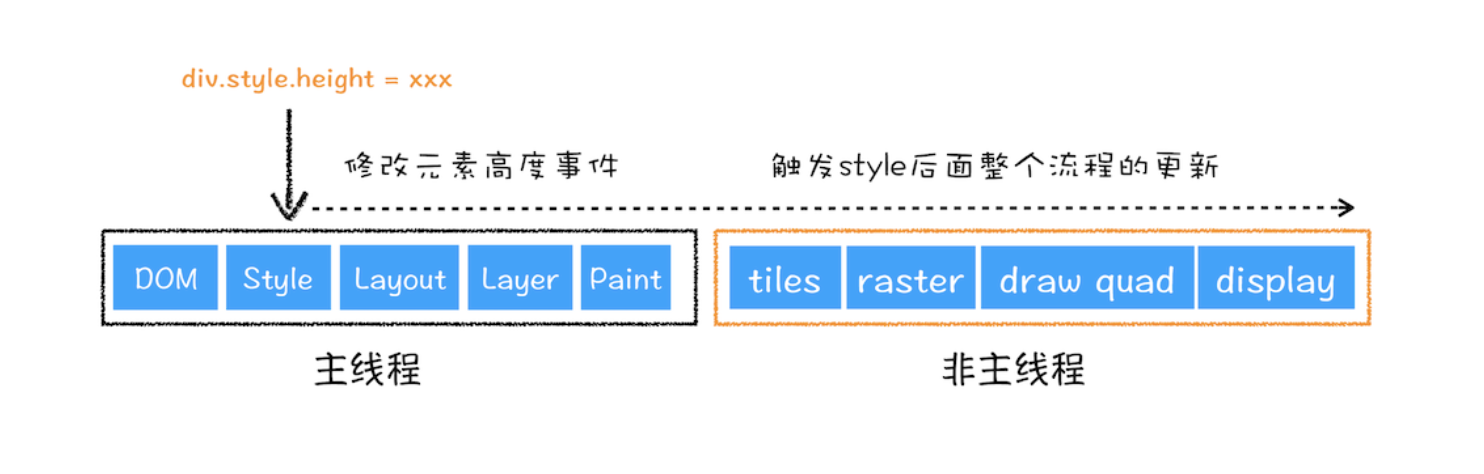 div.style.height = xxx
修改元素高度事件
触发style后面整个流程的更新
DOM
Style
Layout
Layer
Paint
tiles
raster
draw quad
display
主线程
非主线程